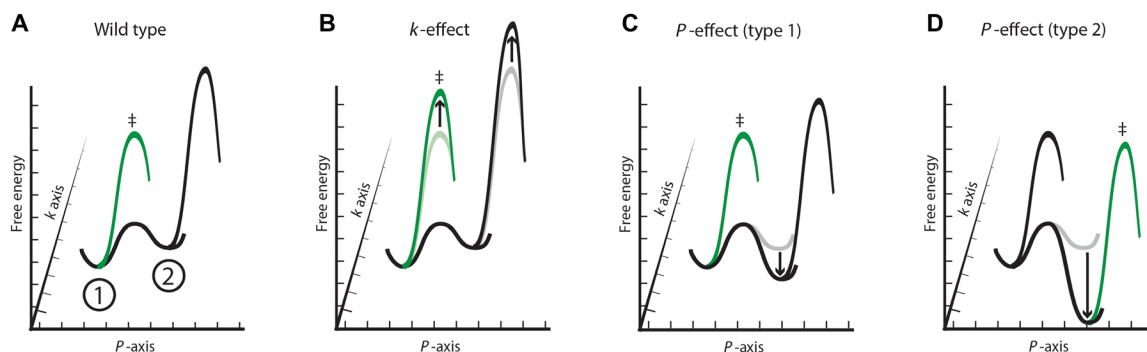 A
Wild type
Free energy
k axis
‡
1
2
P-axis
B
k-effect
Free energy
k axis
‡
P-axis
C
P-effect (type 1)
Free energy
k axis
‡
P-axis
D
P-effect (type 2)
Free energy
k axis
‡
P-axis